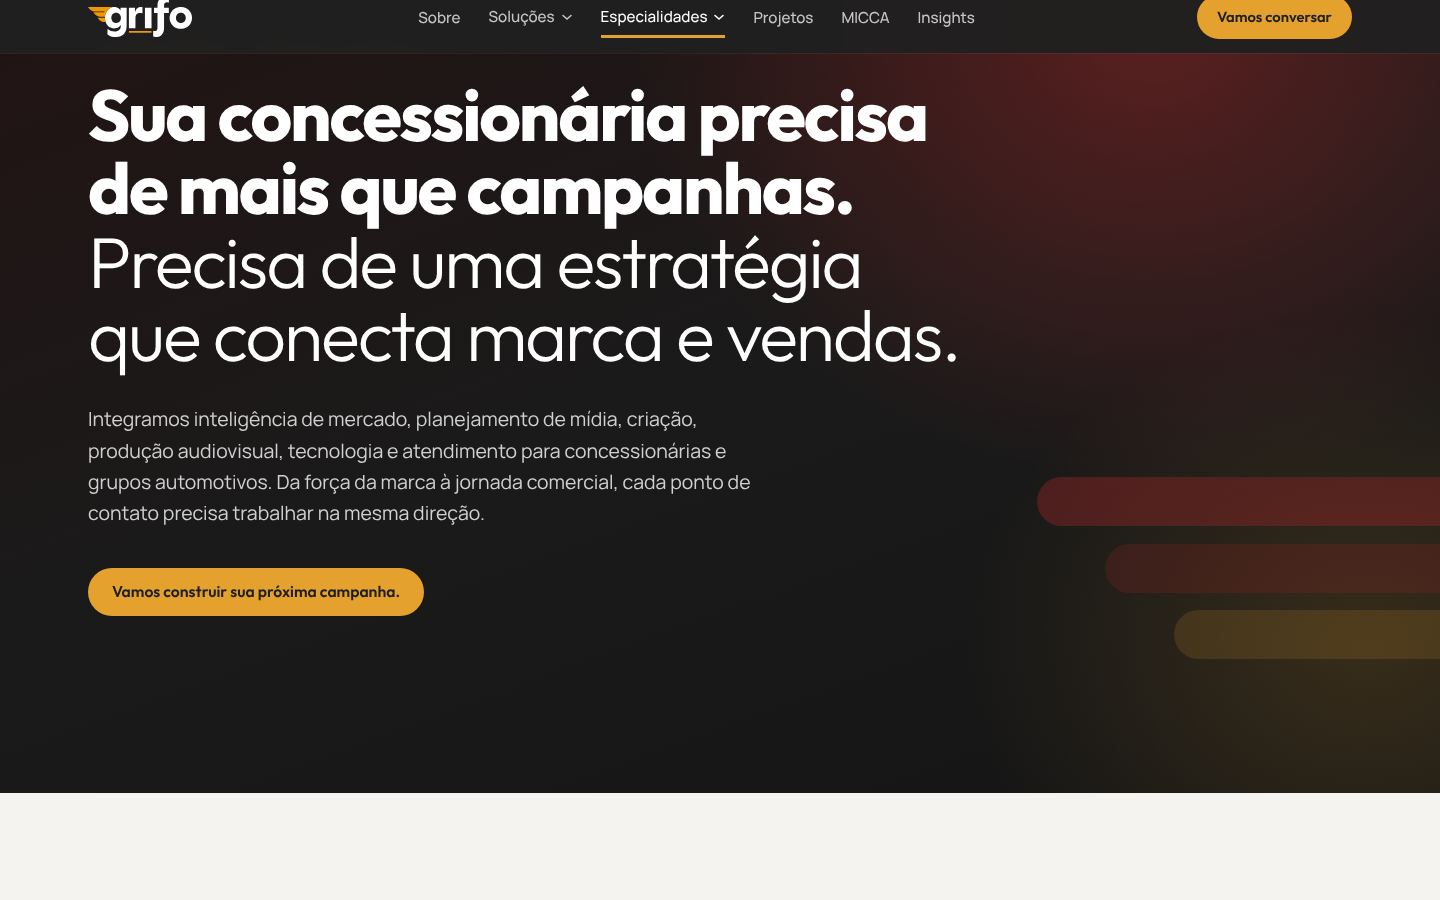 grifo
Sobre
Soluções
Especialidades
Projetos
MICCA
Insights
Vamos conversar
Sua concessionária precisa
de mais que campanhas.
Precisa de uma estratégia
que conecta marca e vendas.
Integramos inteligência de mercado, planejamento de mídia, criação,
produção audiovisual, tecnologia e atendimento para concessionárias e
grupos automotivos. Da força da marca à jornada comercial, cada ponto de
contato precisa trabalhar na mesma direção.
Vamos construir sua próxima campanha.